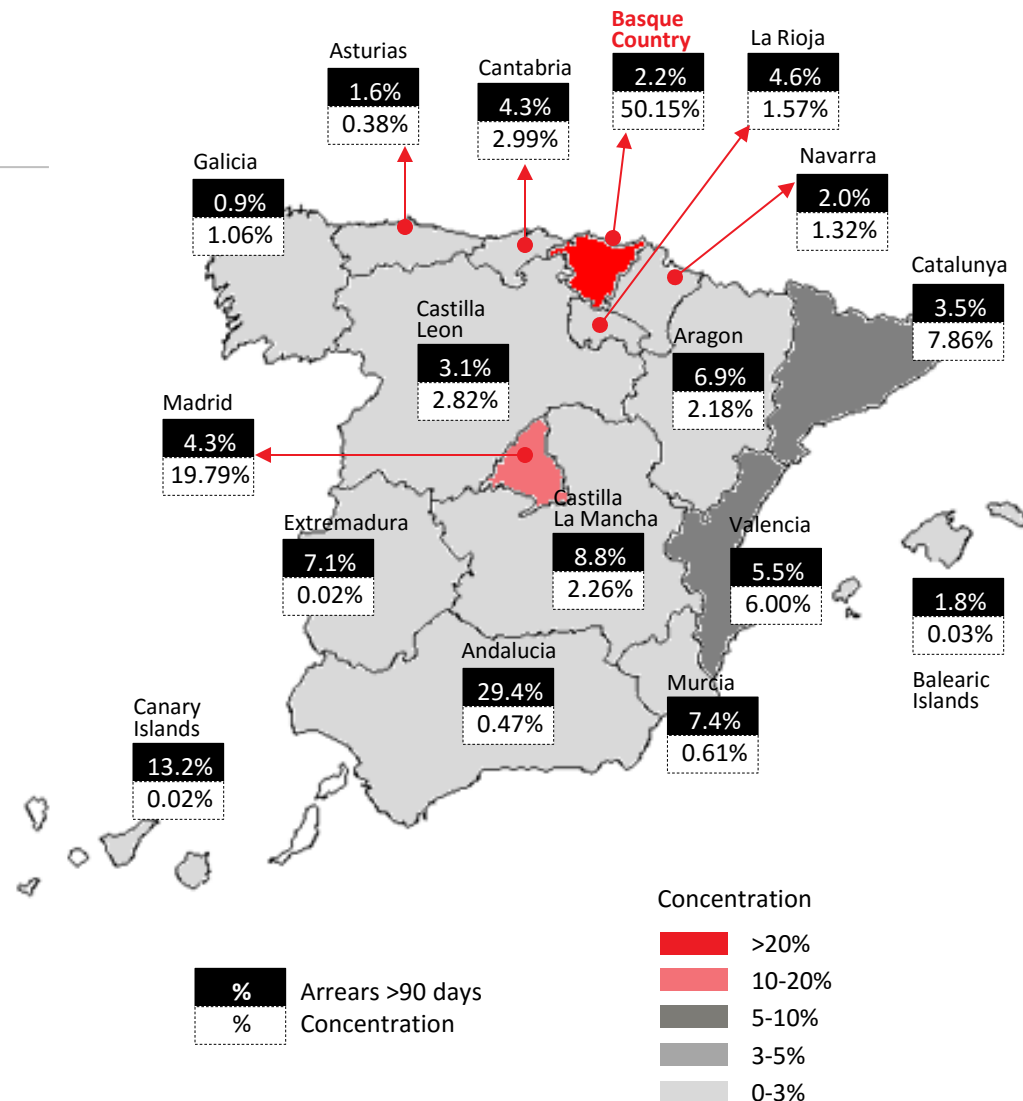 Basque
Country
2.2%
50.15%
La Rioja
4.6%
1.57%
Asturias
1.6%
0.38%
Cantabria
4.3%
2.99%
Navarra
2.0%
1.32%
Galicia
0.9%
1.06%
Catalunya
3.5%
7.86%
Castilla
Leon
3.1%
2.82%
Aragon
6.9%
2.18%
Madrid
4.3%
19.79%
Castilla
La Mancha
8.8%
2.26%
Extremadura
7.1%
0.02%
Valencia
5.5%
6.00%
1.8%
0.03%
Balearic
Islands
Andalucia
29.4%
0.47%
Murcia
7.4%
0.61%
Canary
Islands
13.2%
0.02%
Concentration
>20%
10-20%
5-10%
3-5%
0-3%
% Arrears >90 days
% Concentration